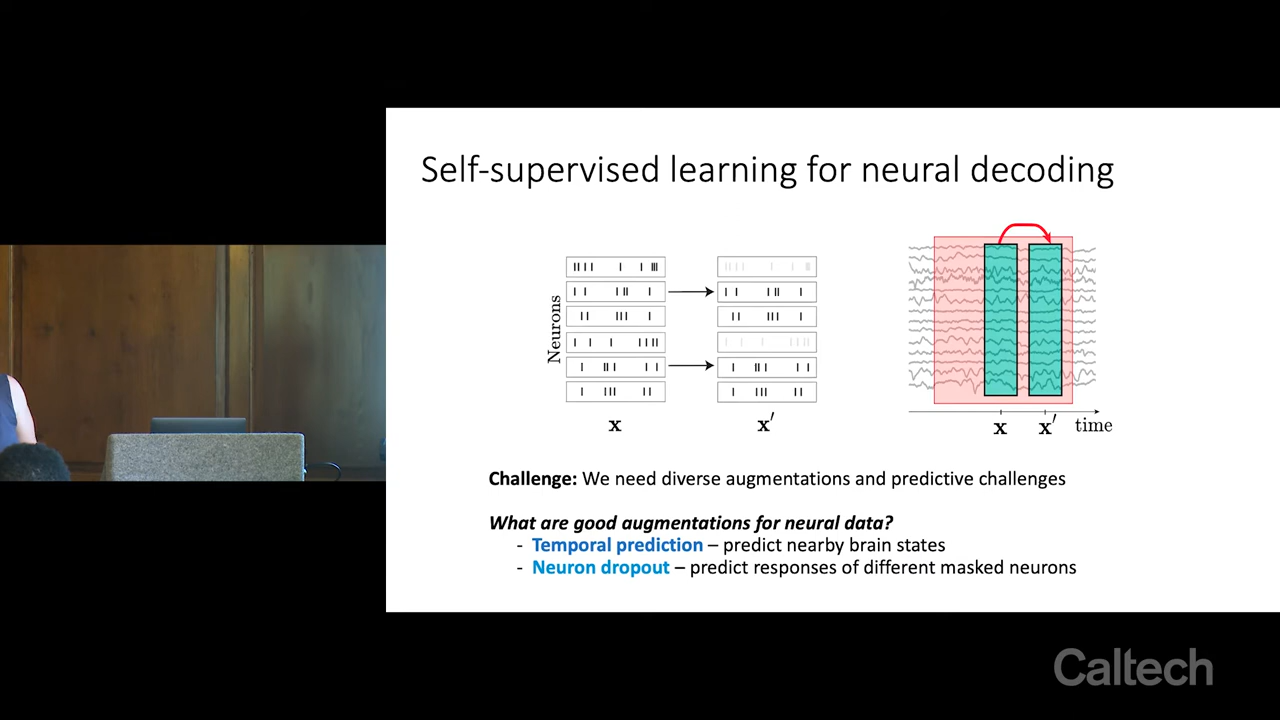 Self-supervised learning for neural decoding
Neurons
x
x′
x
x′
time
Challenge: We need diverse augmentations and predictive challenges
What are good augmentations for neural data?
- Temporal prediction – predict nearby brain states
- Neuron dropout – predict responses of different masked neurons
Caltech